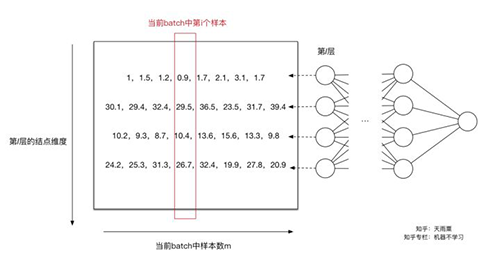 当前batch中第i个样本
第l层
1, 1.5, 1.2, 0.9, 1.7, 2.1, 3.1, 1.7
30.1, 29.4, 32.4, 29.5, 36.5, 23.5, 31.7, 39.4
...
第l层的结点维度
10.2, 9.3, 8.7, 10.4, 13.6, 15.6, 13.3, 9.8
24.2, 25.3, 31.3, 26.7, 32.4, 19.9, 27.8, 20.9
当前batch中样本数m
知乎：天雨粟
知乎专栏：机器不学习